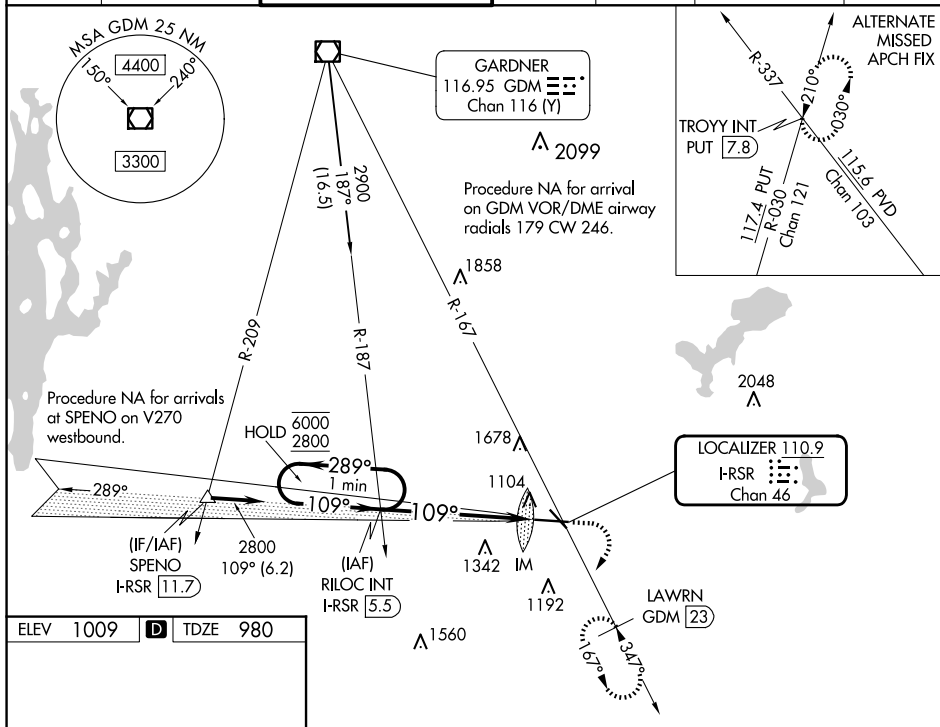 MSA GDM 25 NM
150°
4400
240°
3300
GARDNER
116.95 GDM
Chan 116 (Y)
2099
2900
187°
(16.5)
Procedure NA for arrival
on GDM VOR/DME airway
radials 179 CW 246.
1858
ALTERNATE
MISSED
APCH FIX
R-337
210°
030°
TROYY INT
PUT 7.8
117.4 PUT
R-030
Chan 121
115.6 PVD
Chan 103
R-209
R-187
R-167
Procedure NA for arrivals
at SPENO on V270
westbound.
HOLD
6000
2800
289°
1 min
109°
109°
289°
1678
1104
2048
LOCALIZER 110.9
I-RSR
Chan 46
(IF/IAF)
SPENO
I-RSR 11.7
2800
109° (6.2)
(IAF)
RILOC INT
I-RSR 5.5
1342
IM
1192
1560
LAWRN
GDM 23
167°
347°
ELEV 1009 D TDZE 980